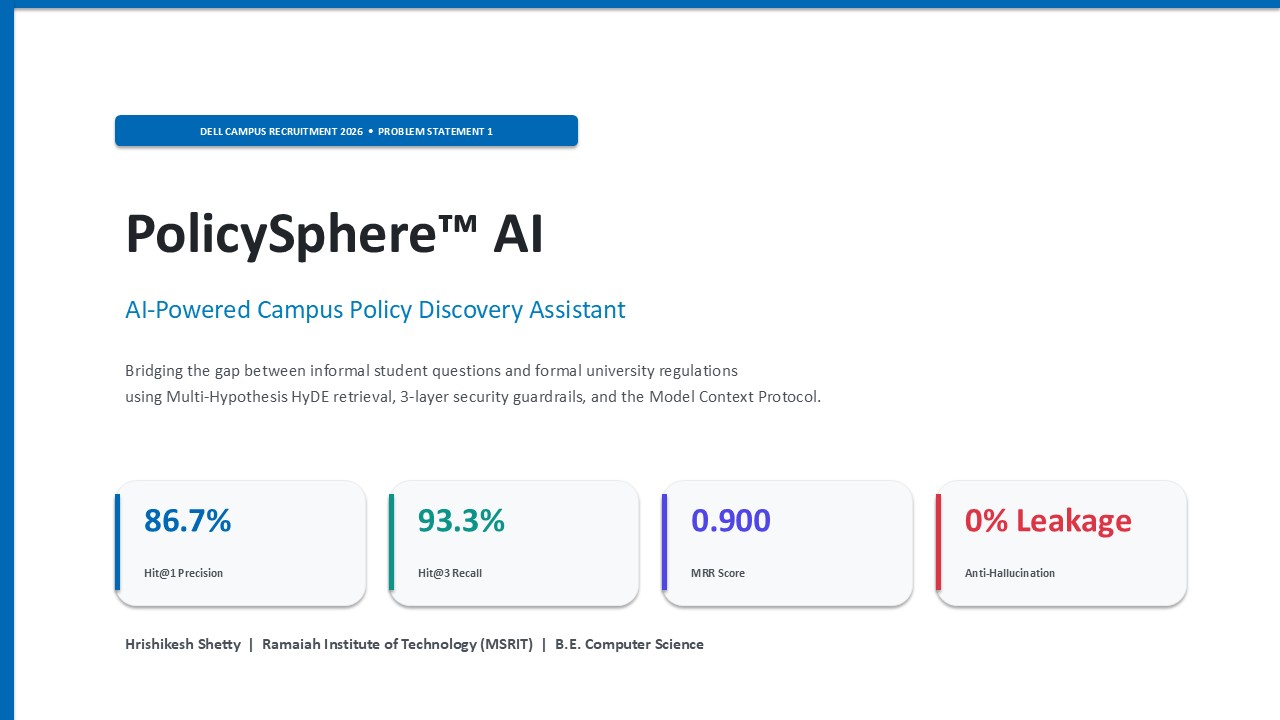 DELL CAMPUS RECRUITMENT 2026 • PROBLEM STATEMENT 1
PolicySphere™ AI
AI-Powered Campus Policy Discovery Assistant
Bridging the gap between informal student questions and formal university regulations
using Multi-Hypothesis HyDE retrieval, 3-layer security guardrails, and the Model Context Protocol.
86.7%
Hit@1 Precision
93.3%
Hit@3 Recall
0.900
MRR Score
0% Leakage
Anti-Hallucination
Hrishikesh Shetty | Ramaiah Institute of Technology (MSRIT) | B.E. Computer Science